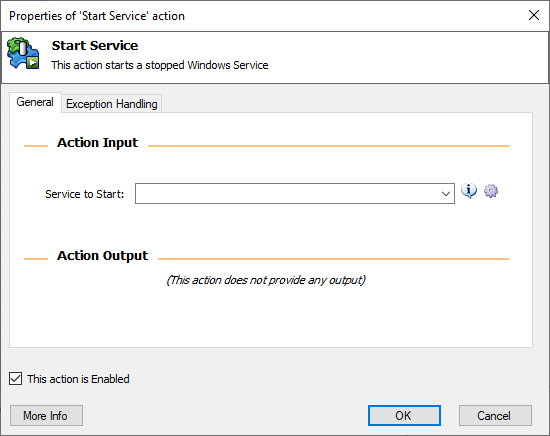 Properties of 'Start Service' action
Start Service
This action starts a stopped Windows Service
General
Exception Handling
Action Input
Service to Start:
Action Output
(This action does not provide any output)
This action is Enabled
More Info
OK
Cancel